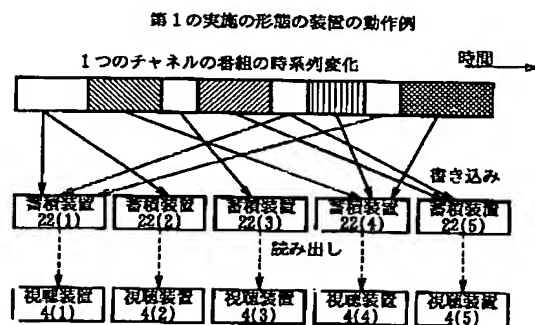 第1の実施の形態の装置の動作例
1つのチャネルの番組の時系列変化
時間
書き込み
蓄積装置 蓄積装置 蓄積装置 蓄積装置 蓄積装置
22(1) 22(2) 22(3) 22(4) 22(5)
読み出し
視聴装置 視聴装置 視聴装置 視聴装置 視聴装置
4(1) 4(2) 4(3) 4(4) 4(5)